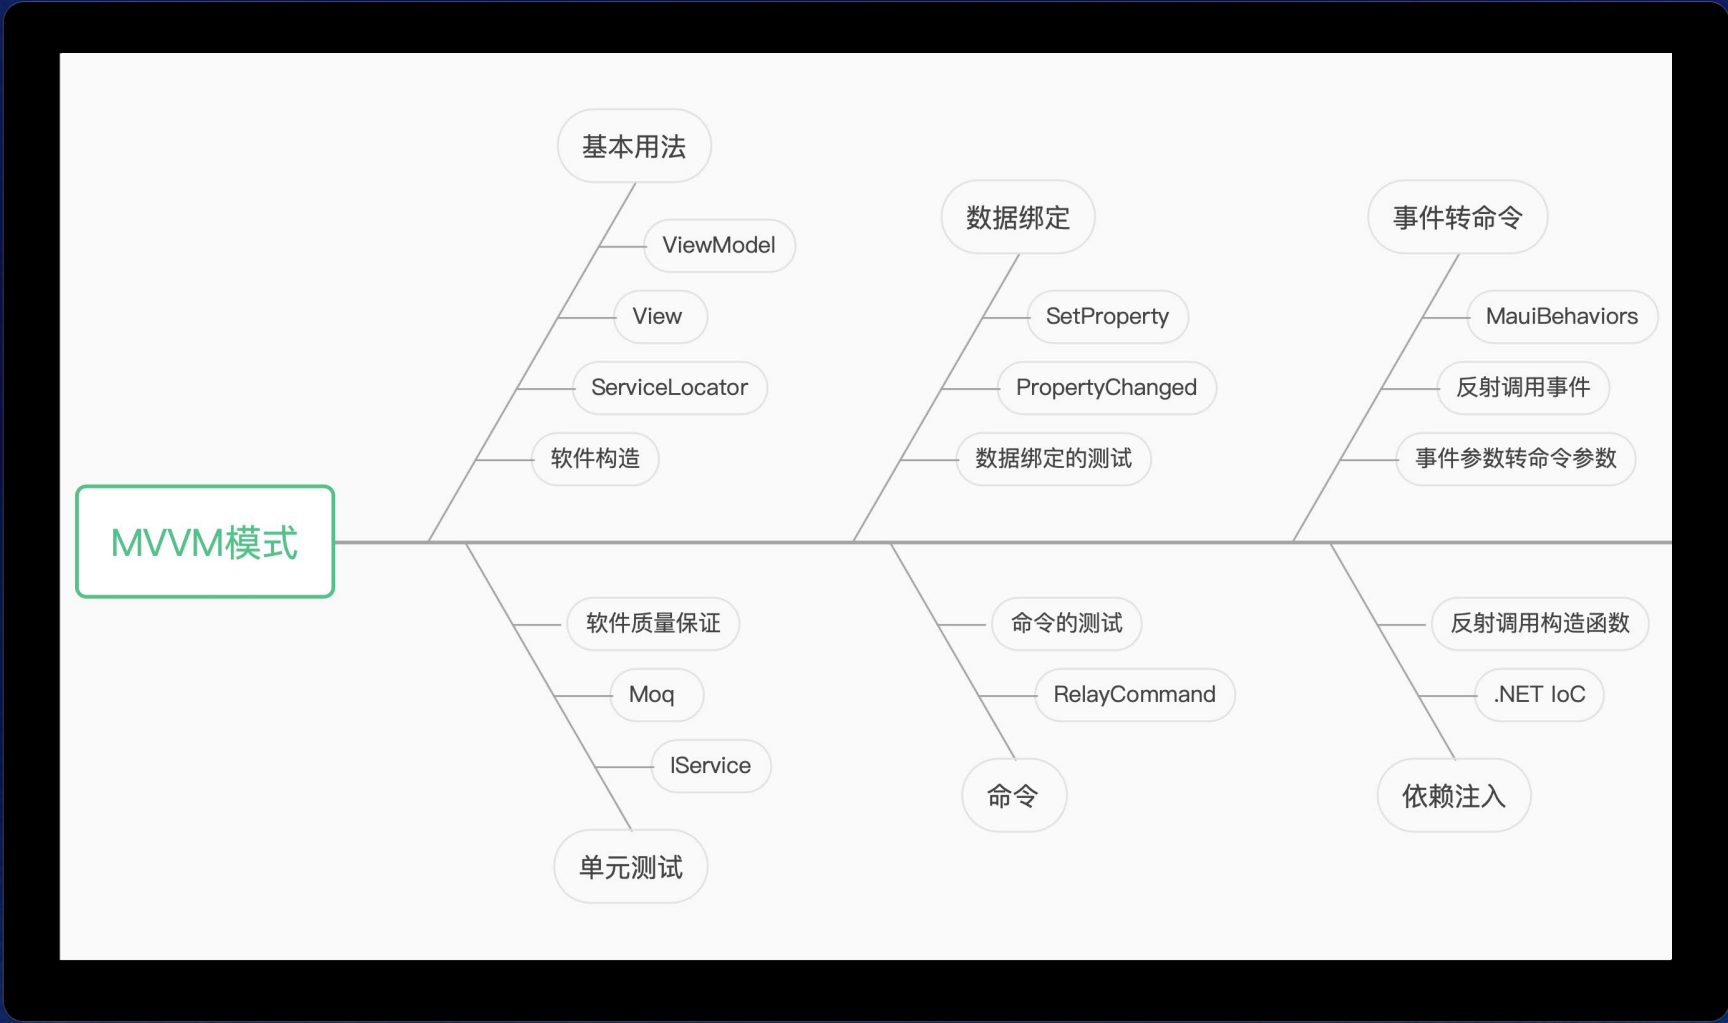 MVVM模式
基本用法
ViewModel
View
ServiceLocator
软件构造
数据绑定
SetProperty
PropertyChanged
数据绑定的测试
事件转命令
MauiBehaviors
反射调用事件
事件参数转命令参数
软件质量保证
Moq
IService
单元测试
命令的测试
RelayCommand
命令
反射调用构造函数
.NET IoC
依赖注入